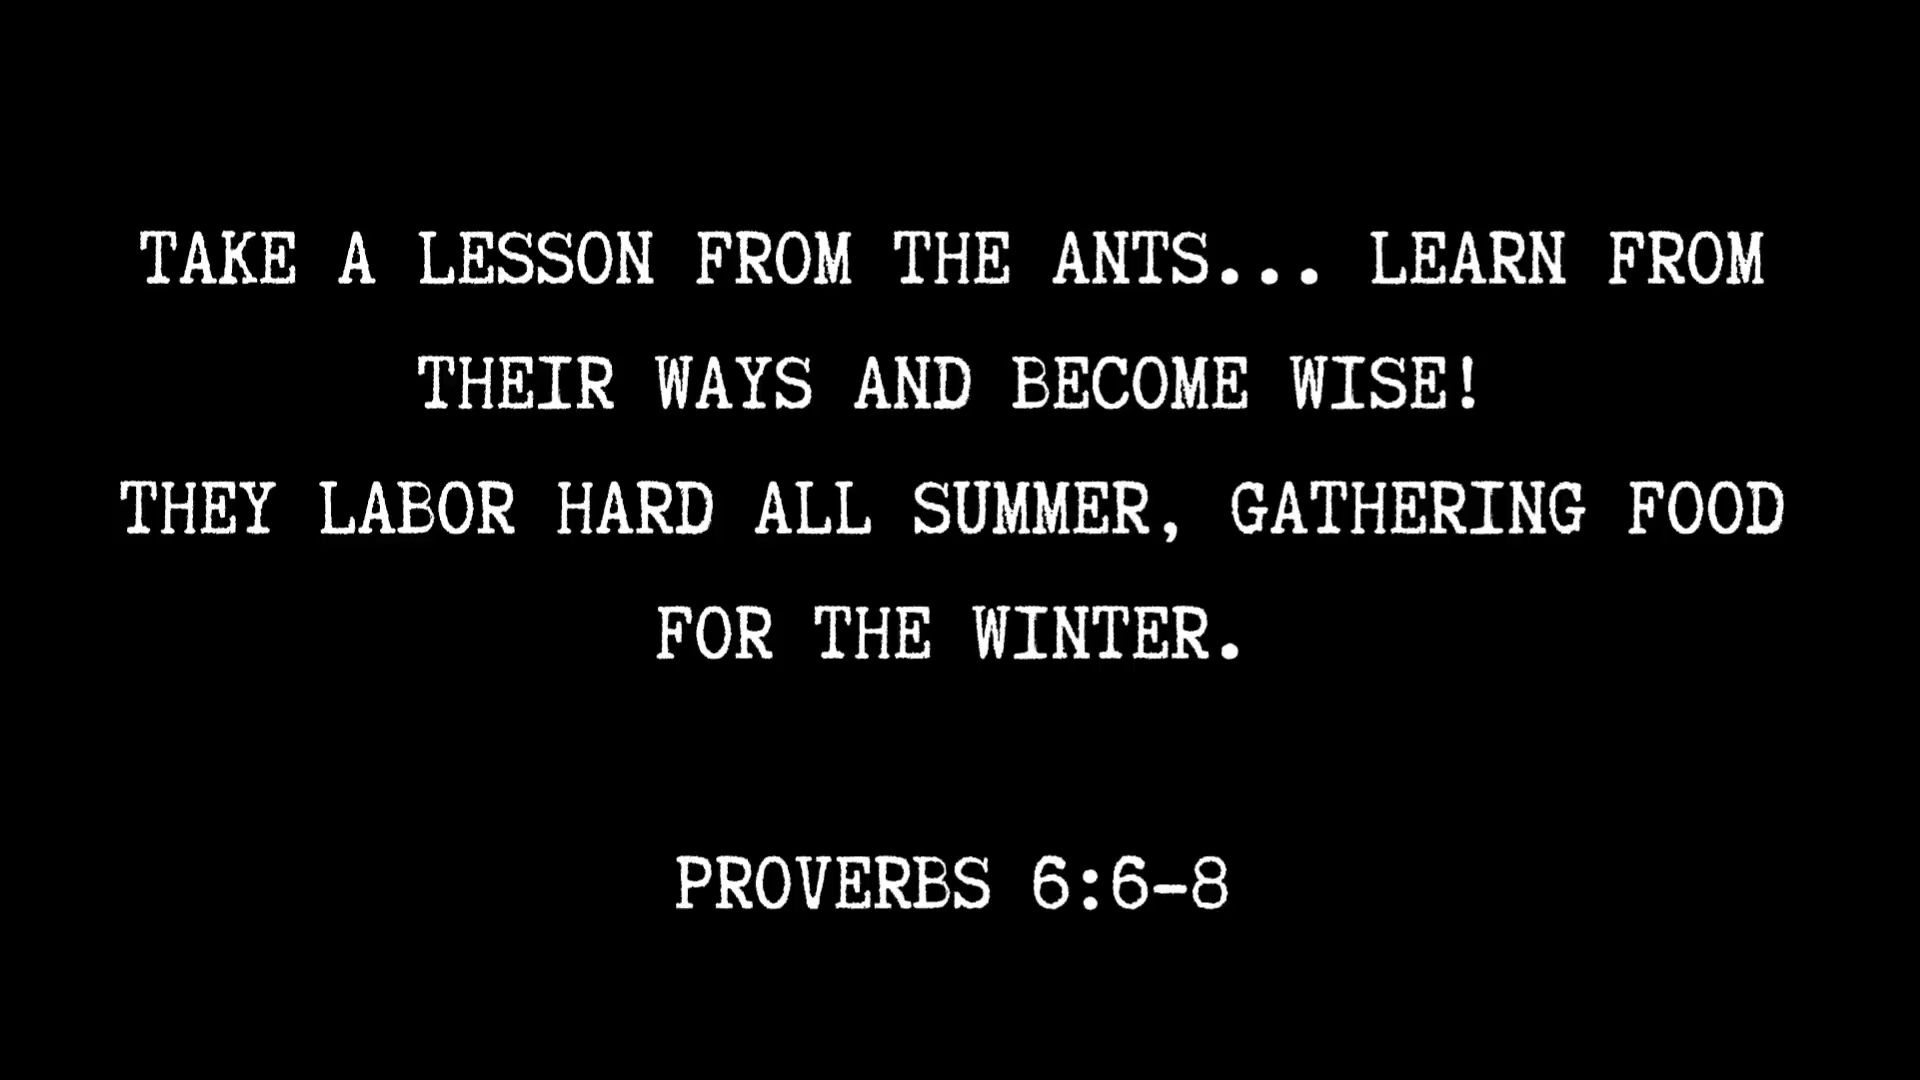 TAKE A LESSON FROM THE ANTS... LEARN FROM
THEIR WAYS AND BECOME WISE!
THEY LABOR HARD ALL SUMMER, GATHERING FOOD
FOR THE WINTER.
PROVERBS 6:6-8